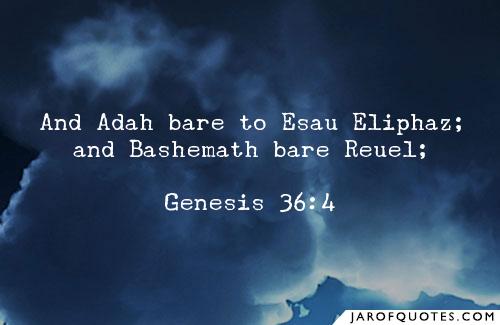 And Adah bare to Esau Eliphaz;
and Bashemath bare Reuel;
Genesis 36:4
JAROFQUOTES.COM